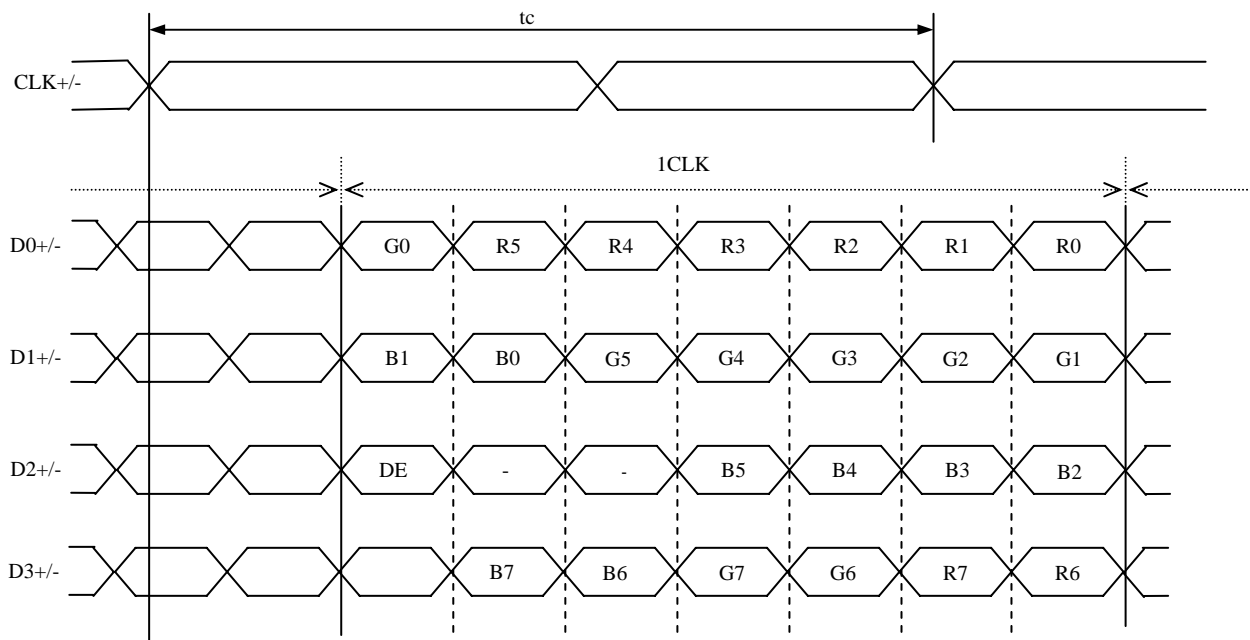 tc
CLK+/-
1CLK
D0+/- G0 R5 R4 R3 R2 R1 R0
D1+/- B1 B0 G5 G4 G3 G2 G1
D2+/- DE - - B5 B4 B3 B2
D3+/- B7 B6 G7 G6 R7 R6